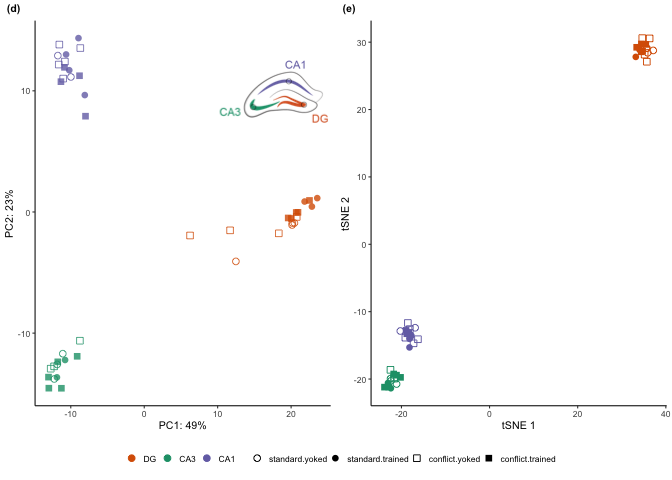 (d)
10
0
-10
PC2: 23%
-10
0
10
20
PC1: 49%
CA1
CA3
DG
(e)
30
20
10
0
-10
-20
tSNE 2
-20
0
20
40
tSNE 1
DG CA3 CA1 standard.yoked standard.trained conflict.yoked conflict.trained